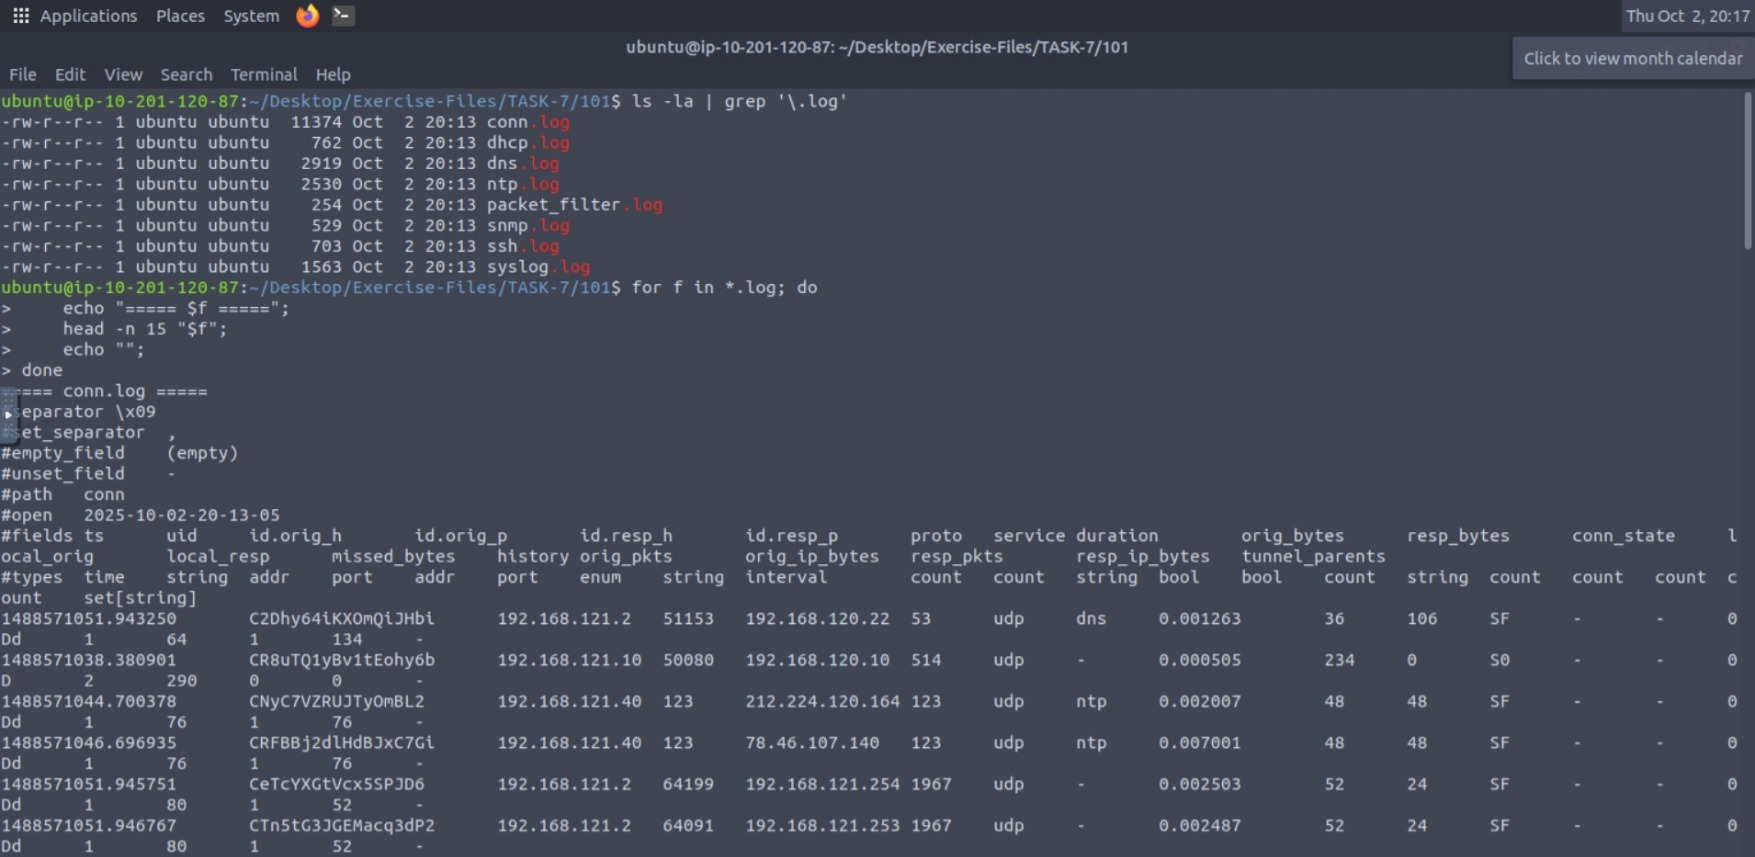 Applications Places System Thu Oct 2, 20:17
ubuntu@ip-10-201-120-87: ~/Desktop/Exercise-Files/TASK-7/101
Click to view month calendar
File Edit View Search Terminal Help
ubuntu@ip-10-201-120-87:~/Desktop/Exercise-Files/TASK-7/101$ ls -la | grep '\.log'
-rw-r--r-- 1 ubuntu ubuntu 11374 Oct 2 20:13 conn.log
-rw-r--r-- 1 ubuntu ubuntu 762 Oct 2 20:13 dhcp.log
-rw-r--r-- 1 ubuntu ubuntu 2919 Oct 2 20:13 dns.log
-rw-r--r-- 1 ubuntu ubuntu 2530 Oct 2 20:13 ntp.log
-rw-r--r-- 1 ubuntu ubuntu 254 Oct 2 20:13 packet_filter.log
-rw-r--r-- 1 ubuntu ubuntu 529 Oct 2 20:13 snmp.log
-rw-r--r-- 1 ubuntu ubuntu 703 Oct 2 20:13 ssh.log
-rw-r--r-- 1 ubuntu ubuntu 1563 Oct 2 20:13 syslog.log
ubuntu@ip-10-201-120-87:~/Desktop/Exercise-Files/TASK-7/101$ for f in *.log; do
> echo "===== $f =====";
> head -n 15 "$f";
> echo "";
> done
===== conn.log =====
#separator \x09
#set_separator ,
#empty_field (empty)
#unset_field -
#path conn
#open 2025-10-02-20-13-05
#fields ts uid id.orig_h id.orig_p id.resp_h id.resp_p proto service duration orig_bytes resp_bytes conn_state l
ocal_orig local_resp missed_bytes history orig_pkts orig_ip_bytes resp_pkts resp_ip_bytes tunnel_parents
#types time string addr port addr port enum string interval count count string bool bool count string count count count c
ount set[string]
1488571051.943250 C2Dhy64iKXOmQiJHbi 192.168.121.2 51153 192.168.120.22 53 udp dns 0.001263 36 106 SF - - 0
Dd 1 64 1 134 -
1488571038.380901 CR8uTQ1yBv1tEohy6b 192.168.121.10 50080 192.168.120.10 514 udp - 0.000505 234 0 S0 - - 0
D 2 290 0 0 -
1488571044.700378 CNyC7VZRUJTyOmBL2 192.168.121.40 123 212.224.120.164 123 udp ntp 0.002007 48 48 SF - - 0
Dd 1 76 1 76 -
1488571046.696935 CRFBBj2dlHdBJxC7Gi 192.168.121.40 123 78.46.107.140 123 udp ntp 0.007001 48 48 SF - - 0
Dd 1 76 1 76 -
1488571051.945751 CeTcYXGtVcx5SPJD6 192.168.121.2 64199 192.168.121.254 1967 udp - 0.002503 52 24 SF - - 0
Dd 1 80 1 52 -
1488571051.946767 CTn5tG3JGEMacq3dP2 192.168.121.2 64091 192.168.121.253 1967 udp - 0.002487 52 24 SF - - 0
Dd 1 80 1 52 -